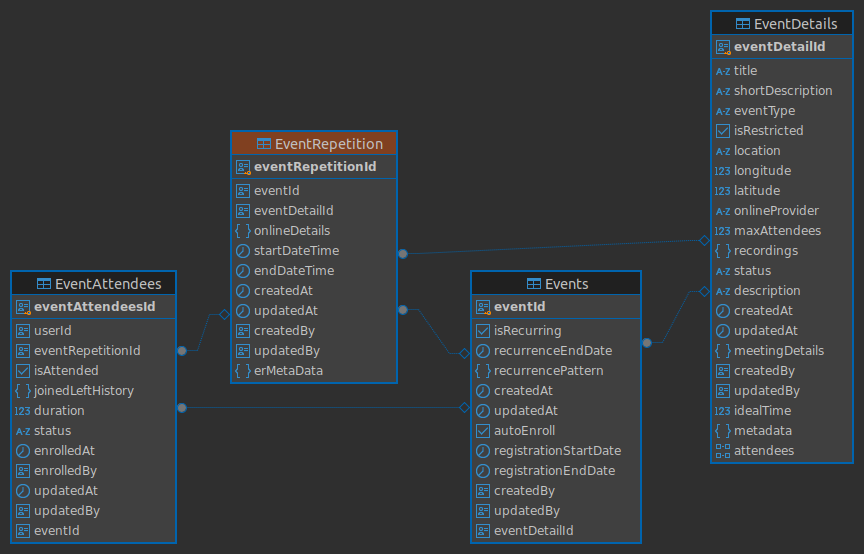 EventDetails
eventDetailId
A-Z title
A-Z shortDescription
A-Z eventType
isRestricted
A-Z location
123 longitude
123 latitude
A-Z onlineProvider
123 maxAttendees
{ } recordings
A-Z status
A-Z description
createdAt
updatedAt
{ } meetingDetails
createdBy
updatedBy
123 idealTime
{ } metadata
attendees
EventRepetition
eventRepetitionId
eventId
eventDetailId
{ } onlineDetails
startDateTime
endDateTime
createdAt
updatedAt
createdBy
updatedBy
{ } erMetaData
EventAttendees
eventAttendeesId
userId
eventRepetitionId
isAttended
{ } joinedLeftHistory
123 duration
A-Z status
enrolledAt
enrolledBy
updatedAt
updatedBy
eventId
Events
eventId
isRecurring
recurrenceEndDate
{ } recurrencePattern
createdAt
updatedAt
autoEnroll
registrationStartDate
registrationEndDate
createdBy
updatedBy
eventDetailId